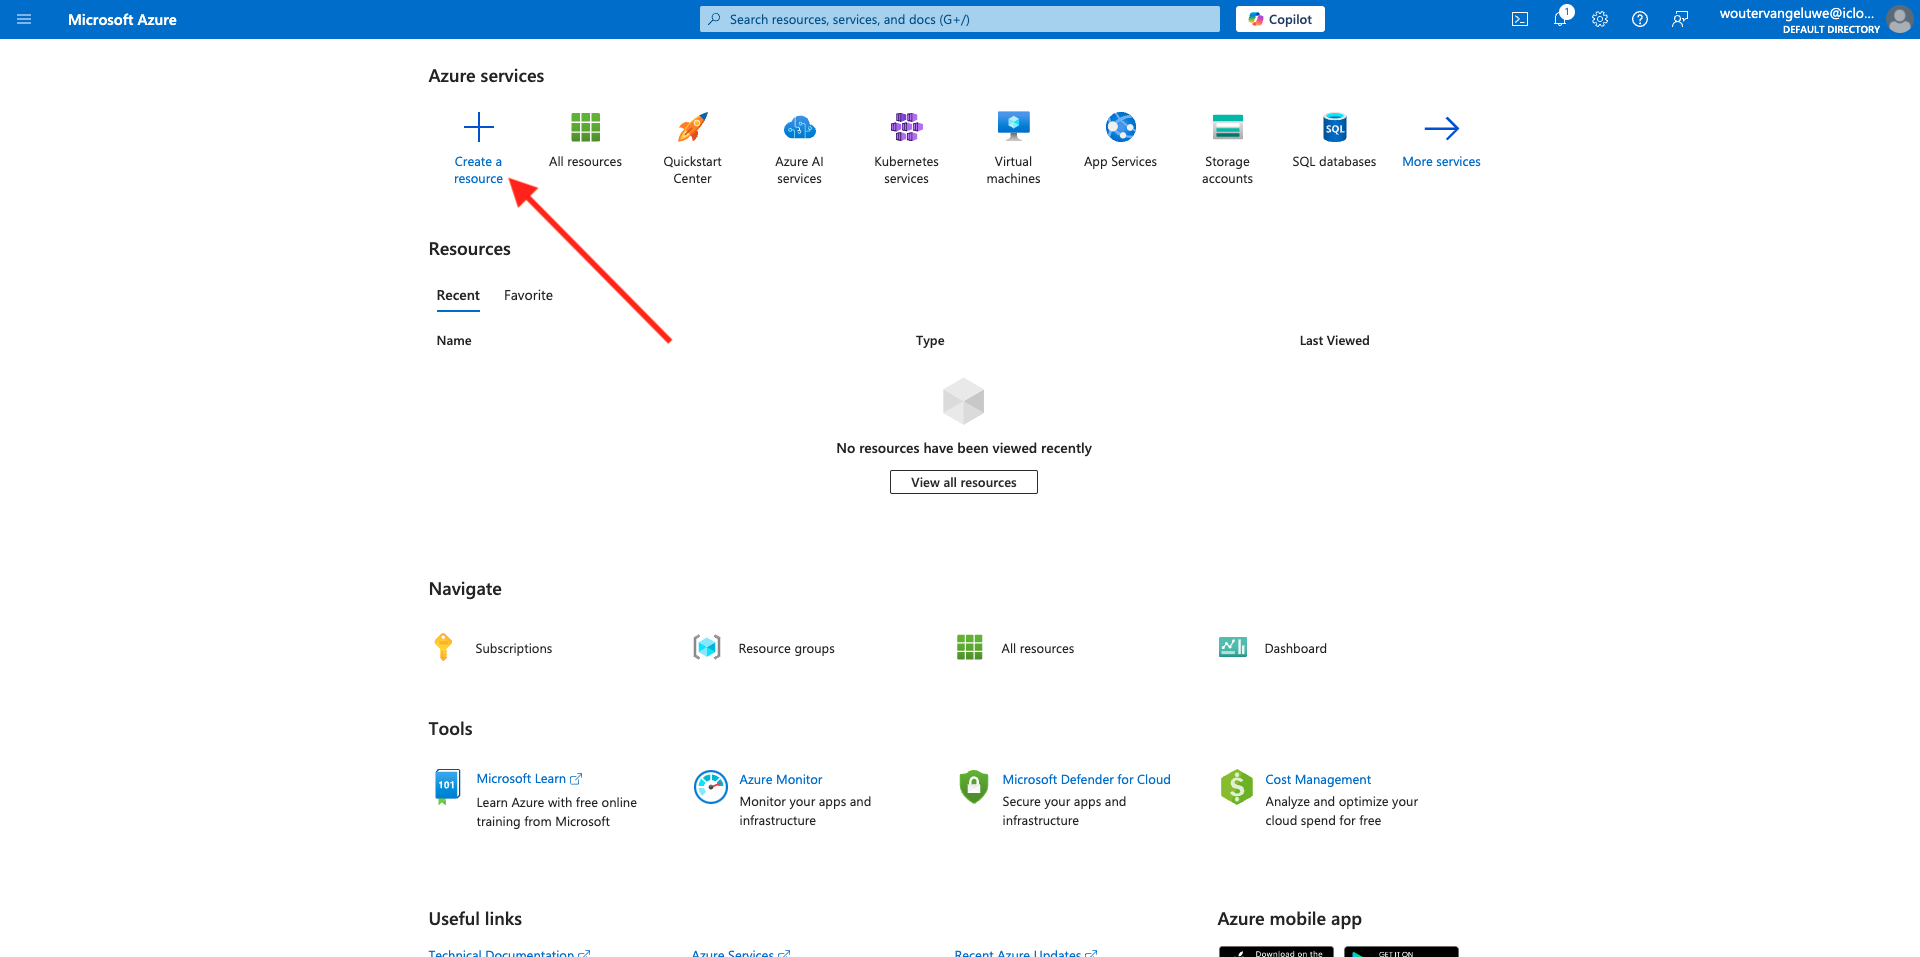 Microsoft Azure
Search resources, services, and docs (G+/)
Copilot
1
woutervangeluwe@iclo...
DEFAULT DIRECTORY
Azure services
Create a
resource
All resources
Quickstart
Center
Azure AI
services
Kubernetes
services
Virtual
machines
App Services
Storage
accounts
SQL
SQL databases
More services
Resources
Recent
Favorite
Name
Type
Last Viewed
No resources have been viewed recently
View all resources
Navigate
Subscriptions
Resource groups
All resources
Dashboard
Tools
101
Microsoft Learn
Learn Azure with free online
training from Microsoft
Azure Monitor
Monitor your apps and
infrastructure
Microsoft Defender for Cloud
Secure your apps and
infrastructure
Cost Management
Analyze and optimize your
cloud spend for free
Useful links
Azure mobile app
Technical Documentation
Azure Services
Recent Azure Updates
Download on the
GET IT ON